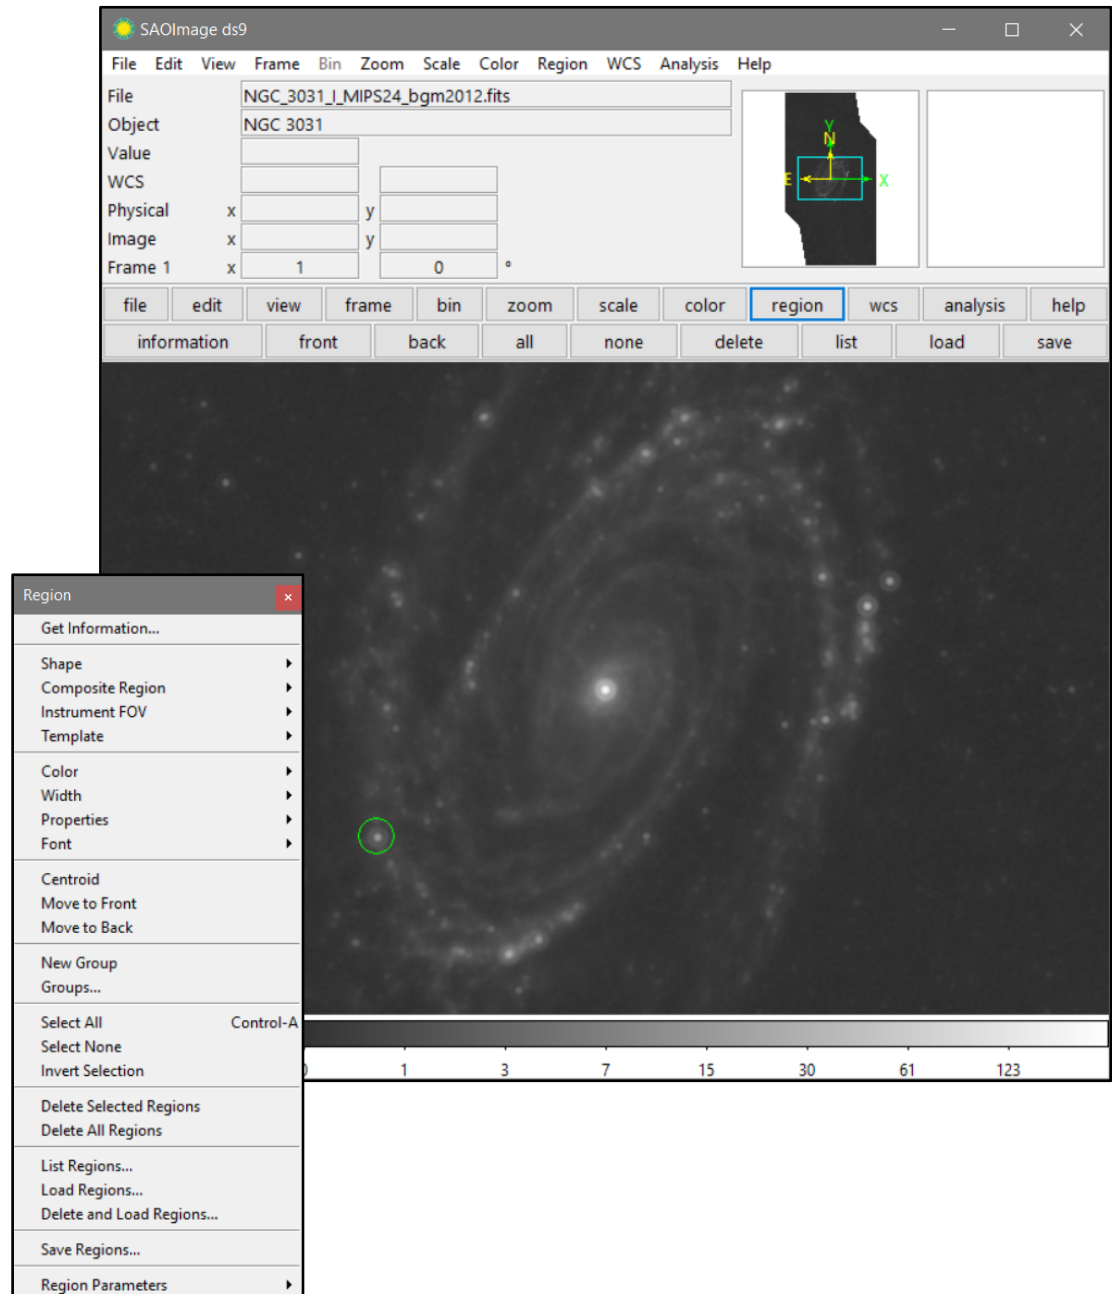 SAOImage ds9
File Edit View Frame Bin Zoom Scale Color Region WCS Analysis Help
File NGC_3031_I_MIPS24_bgm2012.fits
Object NGC 3031
Value
WCS
Physical x y
Image x y
Frame 1 x 1 0 °
Y
N
E X
file edit view frame bin zoom scale color region wcs analysis help
information front back all none delete list load save
Region
Get Information...
Shape
Composite Region
Instrument FOV
Template
Color
Width
Properties
Font
Centroid
Move to Front
Move to Back
New Group
Groups...
Select All Control-A
Select None
Invert Selection
Delete Selected Regions
Delete All Regions
List Regions...
Load Regions...
Delete and Load Regions...
Save Regions...
Region Parameters
1 3 7 15 30 61 123